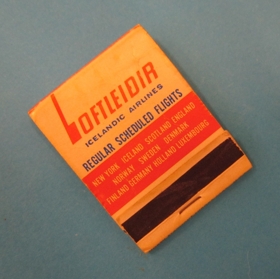 LOFTLEIDIR
ICELANDIC AIRLINES
REGULAR SCHEDULED FLIGHTS
NEW YORK ICELAND SCOTLAND ENGLAND
NORWAY SWEDEN DENMARK
FINLAND GERMANY HOLLAND LUXEMBOURG